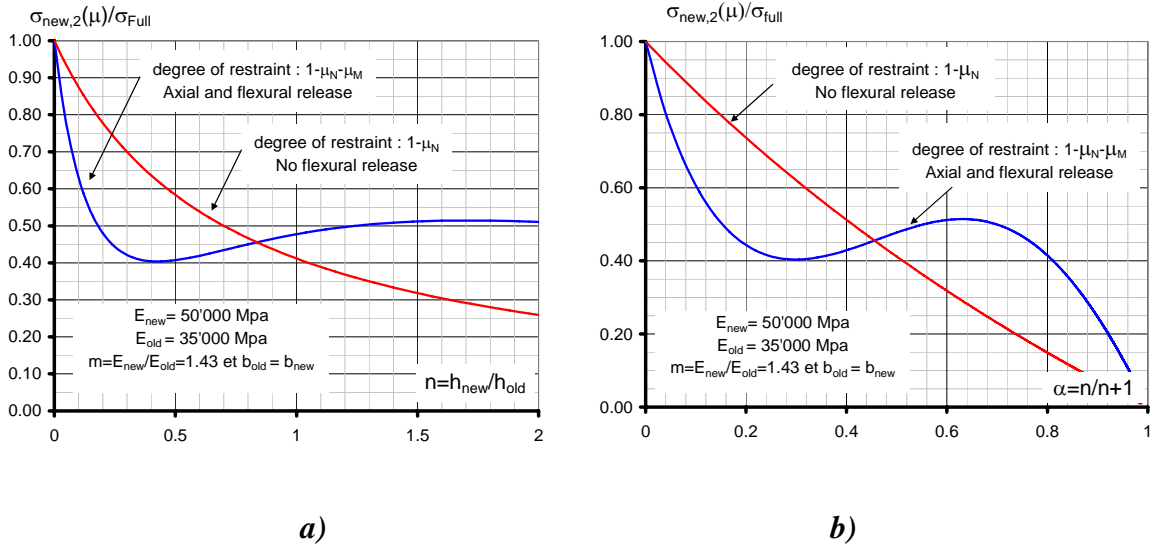 σnew,2(μ)/σFull
1.00
0.90
0.80
0.70
0.60
0.50
0.40
0.30
0.20
0.10
0.00
degree of restraint : 1-μN-μM
Axial and flexural release
degree of restraint : 1-μN
No flexural release
Enew= 50'000 Mpa
Eold = 35'000 MPa
m=Enew/Eold=1.43 et bold = bnew
n=hnew/hold
0
0.5
1
1.5
2
a)
σnew,2(μ)/σfull
1.00
0.80
0.60
0.40
0.20
0.00
degree of restraint : 1-μN
No flexural release
degree of restraint : 1-μN-μM
Axial and flexural release
Enew= 50'000 Mpa
Eold = 35'000 MPa
m=Enew/Eold=1.43 et bold = bnew
α=n/n+1
0
0.2
0.4
0.6
0.8
1
b)